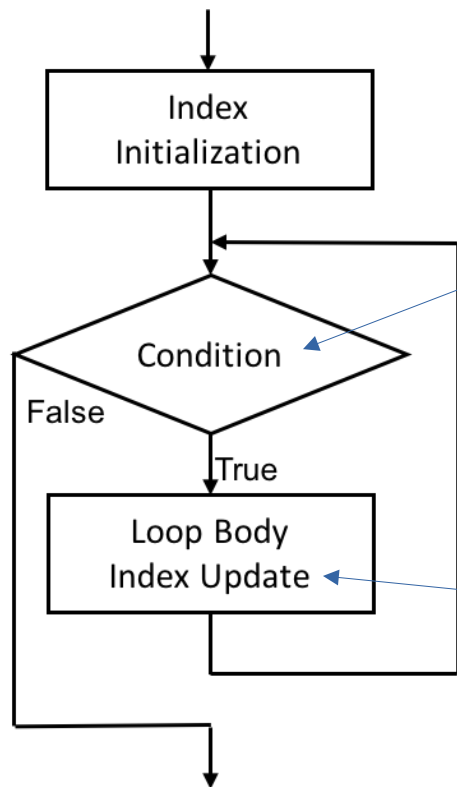 Index
Initialization
Condition
False
True
Loop Body
Index Update